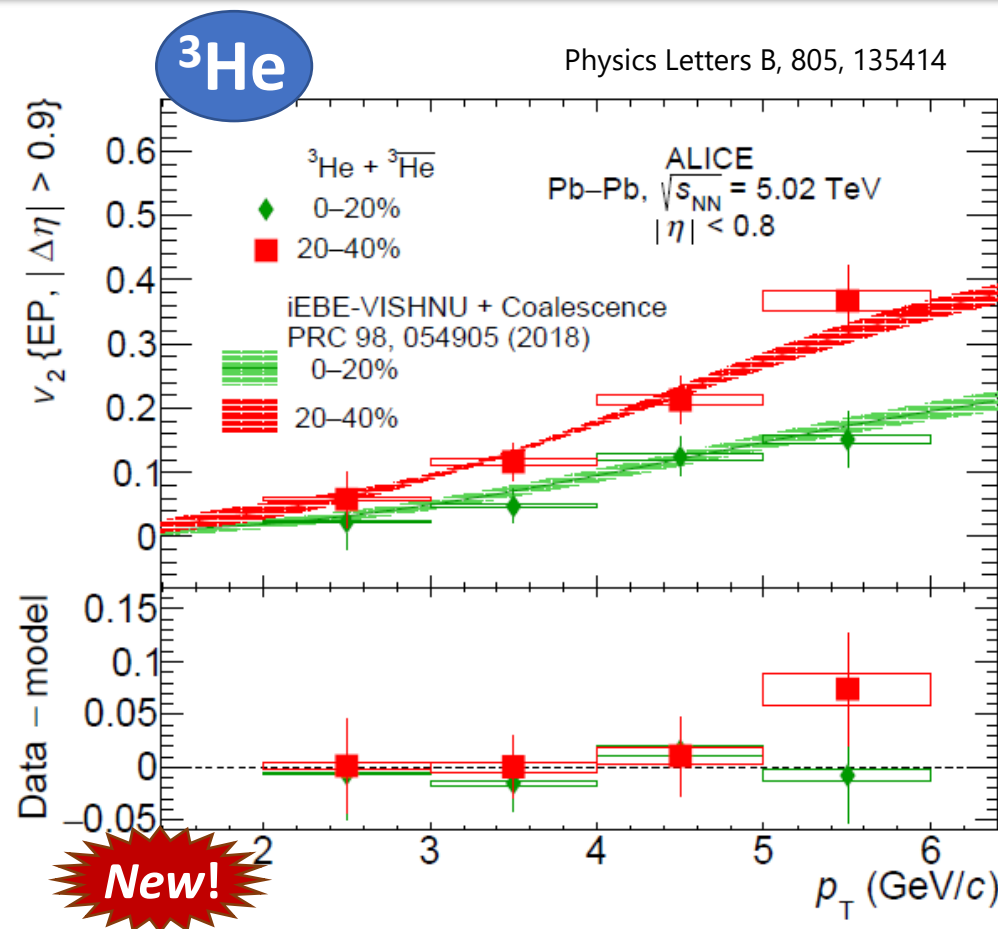 ³He
Physics Letters B, 805, 135414
v₂{EP, |Δη| > 0.9}
0.6
0.5
0.4
0.3
0.2
0.1
0
³He + ³H̅e̅
0–20%
20–40%
ALICE
Pb–Pb, √s_NN = 5.02 TeV
|η| < 0.8
iEBE-VISHNU + Coalescence
PRC 98, 054905 (2018)
0–20%
20–40%
Data – model
0.15
0.1
0.05
0
−0.05
2 3 4 5 6
p_T (GeV/c)
New!